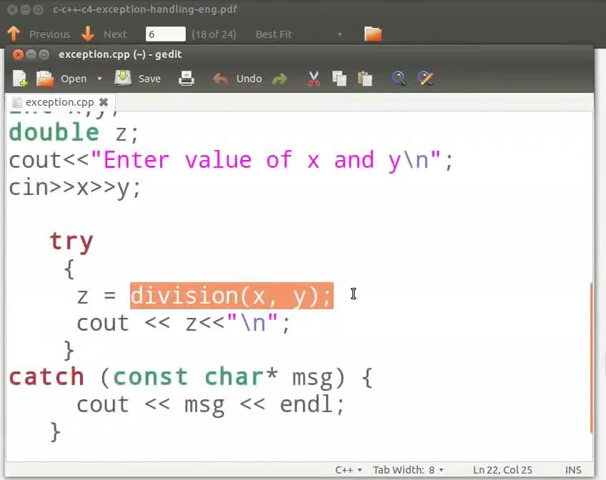 c-c++-c4-exception-handling-eng.pdf
Previous Next 6 (18 of 24) Best Fit
exception.cpp (~) - gedit
Open Save Undo
exception.cpp
double z;
cout<<"Enter value of x and y\n";
cin>>x>>y;
try
{
z = division(x, y);
cout << z<<"\n";
}
catch (const char* msg) {
cout << msg << endl;
}
C++ Tab Width: 8 Ln 22, Col 25 INS